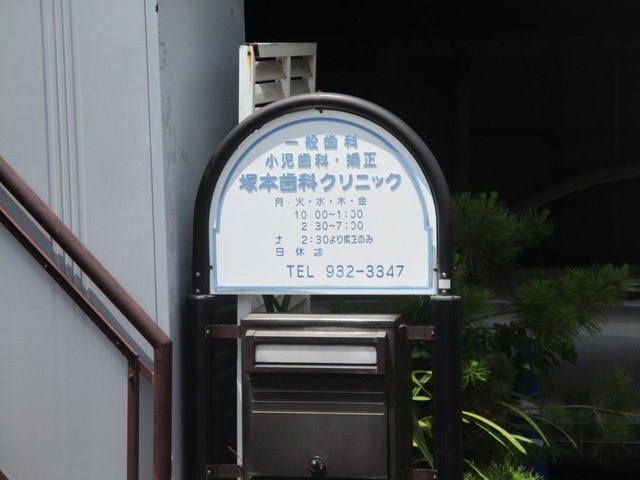 一般歯科
小児歯科・矯正
塚本歯科クリニック
月・火・水・木・金
10:00~1:00
2:30~7:00
土 2:30より矯正のみ
日 休診
TEL 932-3347